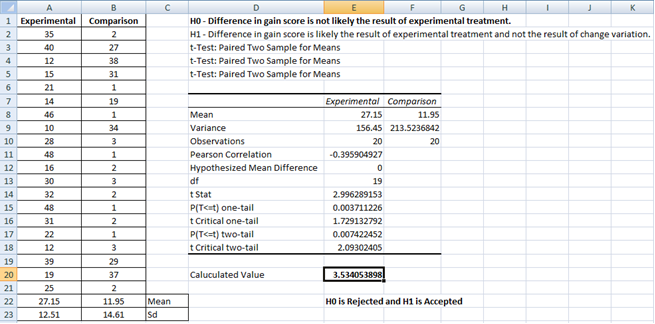 A B C D E F G H I J K
1 Experimental Comparison H0 - Difference in gain score is not likely the result of experimental treatment.
2 35 2 H1 - Difference in gain score is likely the result of experimental treatment and not the result of change variation.
3 40 27 t-Test: Paired Two Sample for Means
4 12 38 t-Test: Paired Two Sample for Means
5 15 31 t-Test: Paired Two Sample for Means
6 21 1
7 14 19 Experimental Comparison
8 46 1 Mean 27.15 11.95
9 10 34 Variance 156.45 213.5236842
10 28 3 Observations 20 20
11 48 1 Pearson Correlation -0.395904927
12 16 2 Hypothesized Mean Difference 0
13 30 3 df 19
14 32 2 t Stat 2.996289153
15 48 1 P(T<=t) one-tail 0.003711226
16 31 2 t Critical one-tail 1.729132792
17 22 1 P(T<=t) two-tail 0.007422452
18 12 3 t Critical two-tail 2.09302405
19 39 29
20 19 37 Caluculated Value 3.534053898
21 25 2
22 27.15 11.95 Mean H0 is Rejected and H1 is Accepted
23 12.51 14.61 Sd